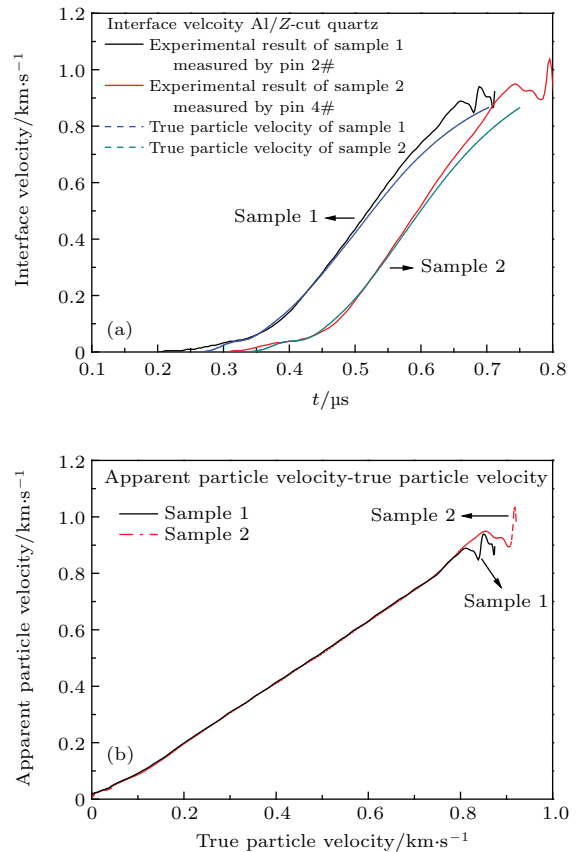 Interface velcoity Al/Z-cut quartz
Experimental result of sample 1
measured by pin 2#
Experimental result of sample 2
measured by pin 4#
True particle velocity of sample 1
True particle velocity of sample 2
Sample 1
Sample 2
(a)
Interface velocity/km·s⁻¹
1.2
1.0
0.8
0.6
0.4
0.2
0
0.1 0.2 0.3 0.4 0.5 0.6 0.7 0.8
t/µs
Apparent particle velocity-true particle velocity
Sample 1
Sample 2
Sample 2
Sample 1
(b)
Apparent particle velocity/km·s⁻¹
1.2
1.0
0.8
0.6
0.4
0.2
0
0 0.2 0.4 0.6 0.8 1.0
True particle velocity/km·s⁻¹